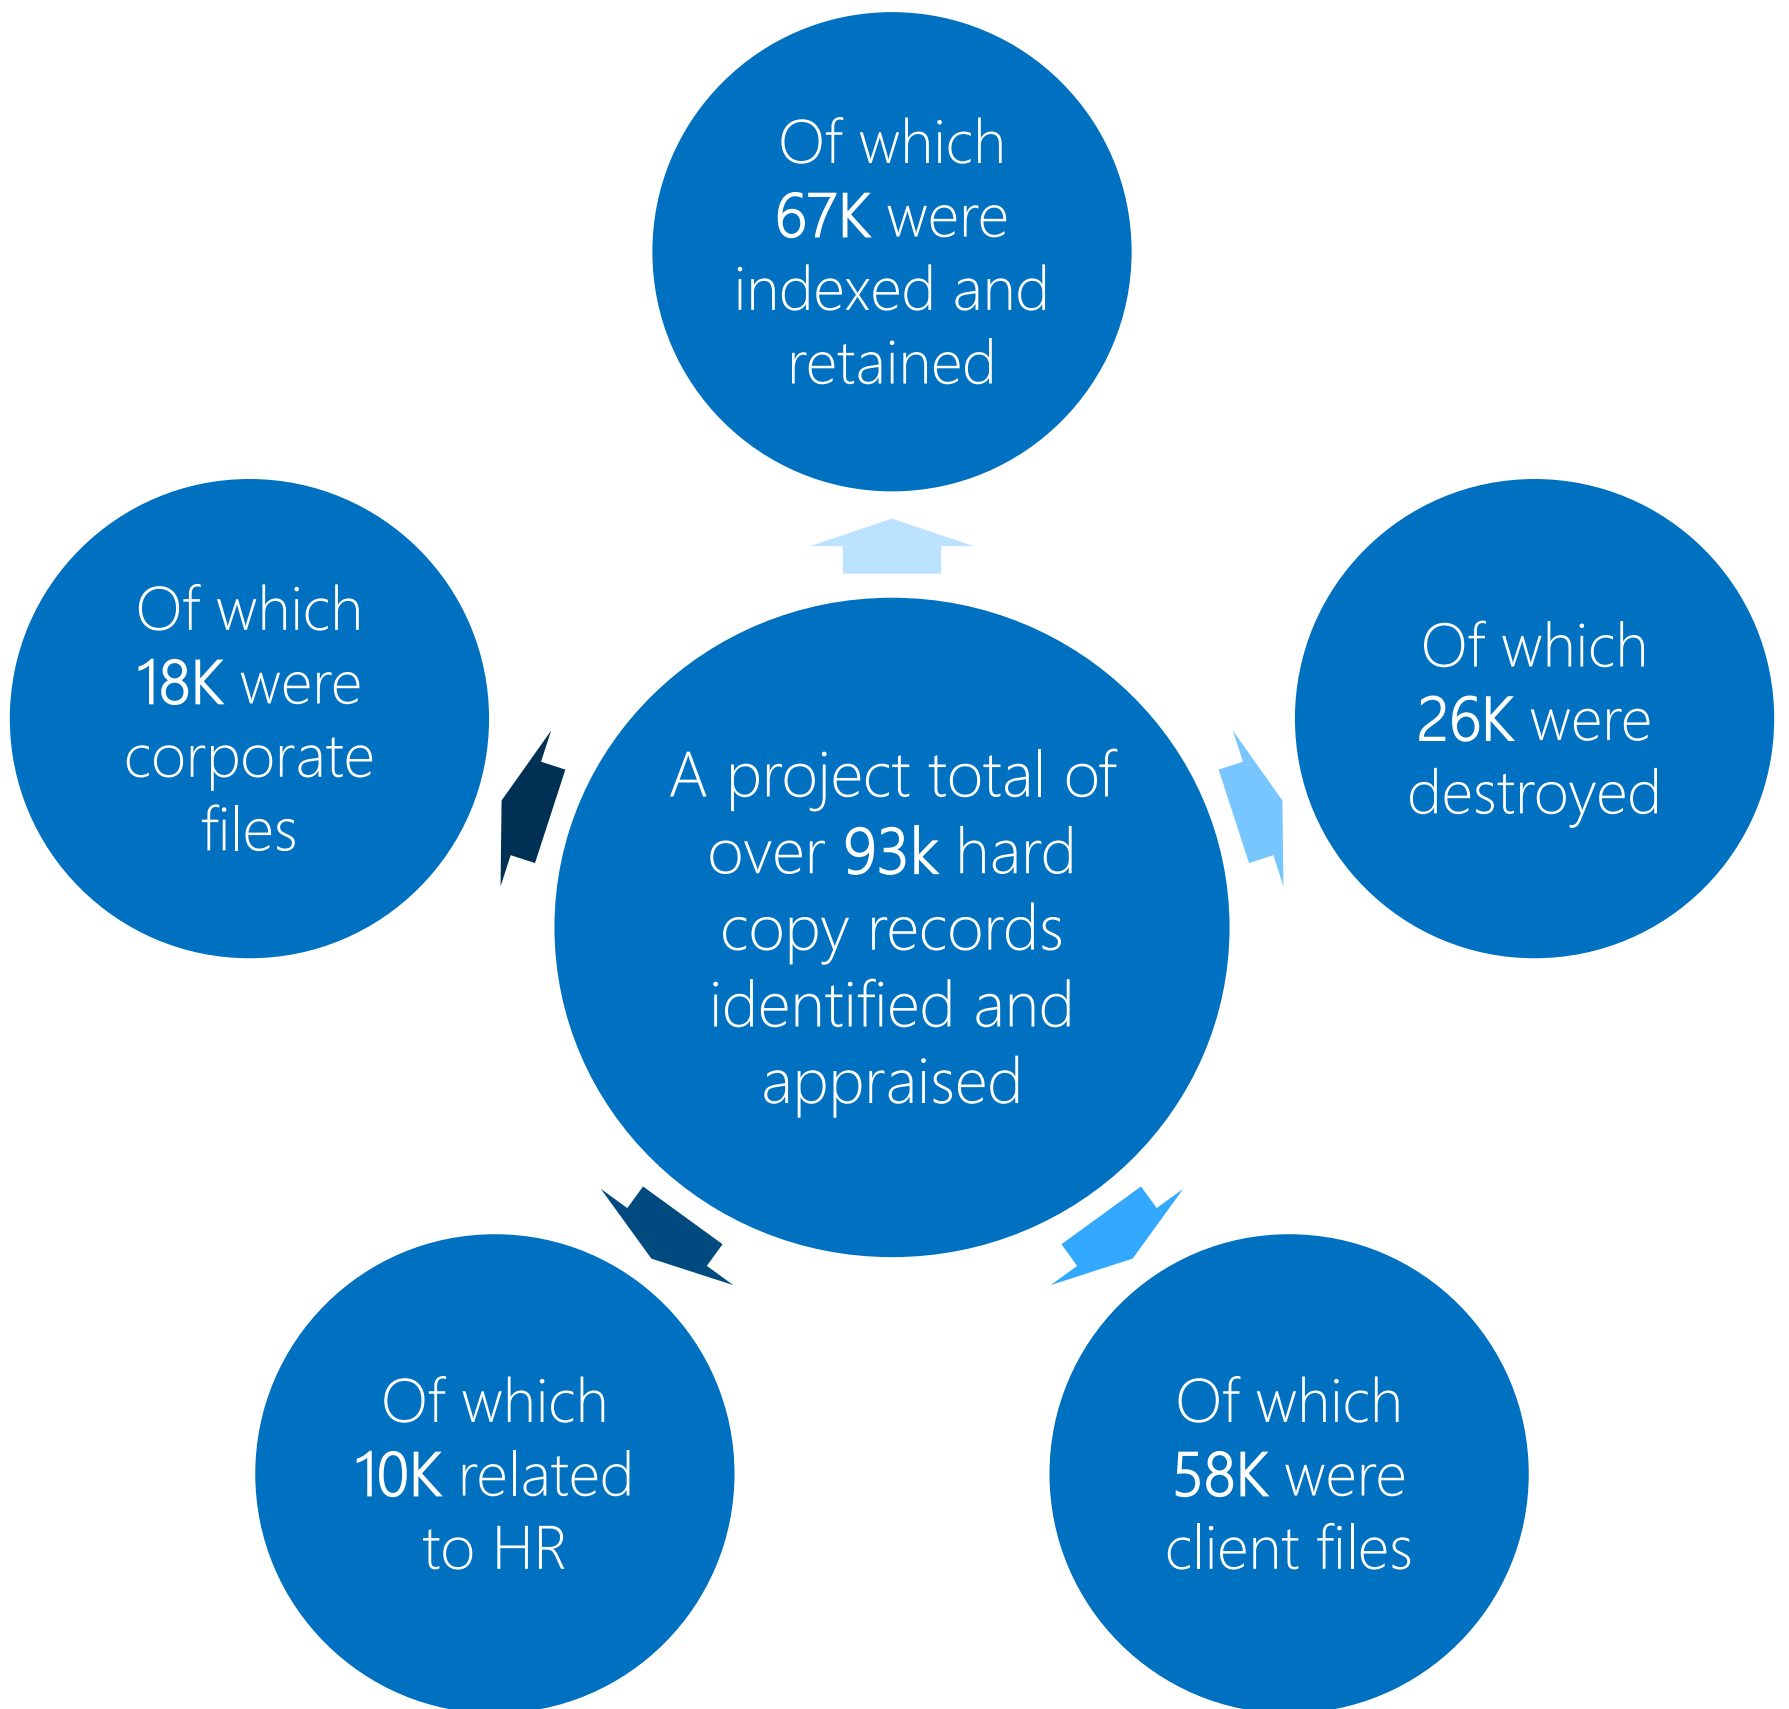 Of which
67K were
indexed and
retained
Of which
18K were
corporate
files
Of which
26K were
destroyed
A project total of
over 93k hard
copy records
identified and
appraised
Of which
10K related
to HR
Of which
58K were
client files